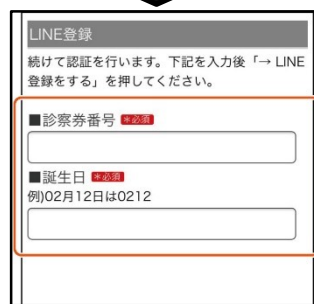 LINE登録
続けて認証を行います。下記を入力後「→ LINE
登録をする」を押してください。
■診察券番号 *必須
■誕生日 *必須
例)02月12日は0212